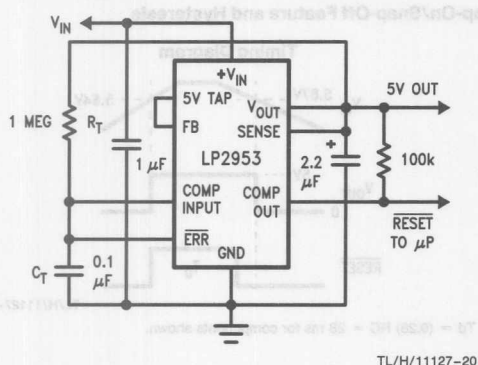 V_IN
+V_IN
5V TAP
FB
V_OUT
SENSE
5V OUT
1 MEG
R_T
1 μF
LP2953
+
2.2
μF
100k
COMP
INPUT
COMP
OUT
RESET
TO μP
ERR
GND
C_T
0.1
μF
TL/H/11127-20